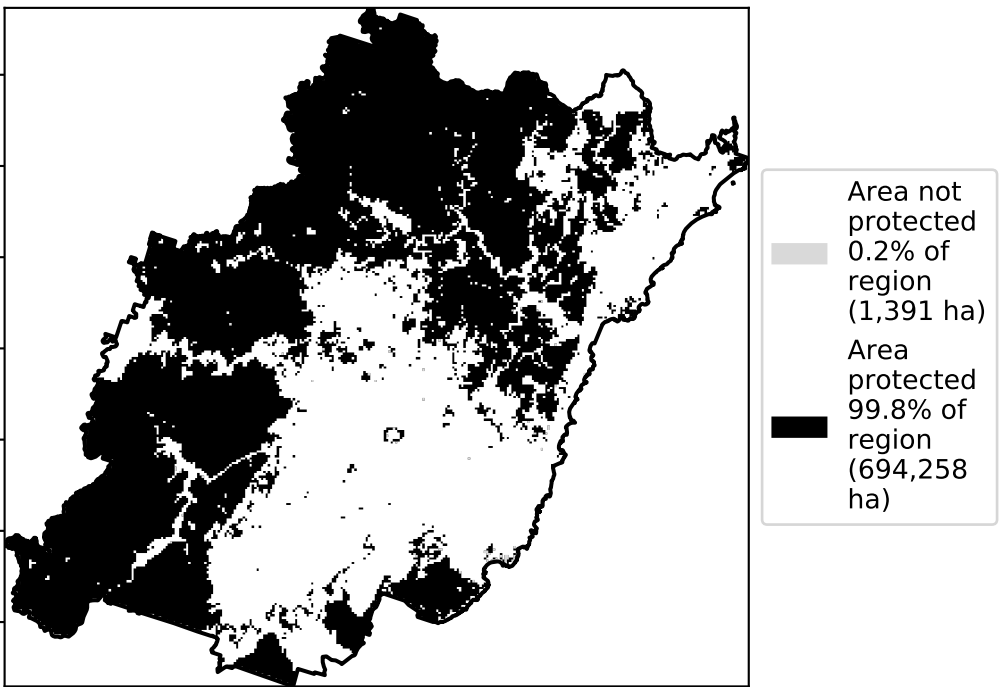 Area not
protected
0.2% of
region
(1,391 ha)
Area
protected
99.8% of
region
(694,258
ha)